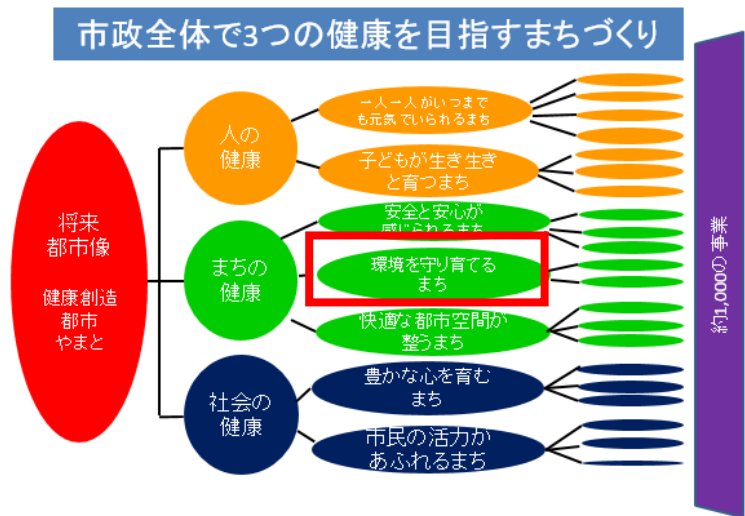 市政全体で3つの健康を目指すまちづくり
将来
都市像
健康創造
都市
やまと
人の
健康
一人一人がいつまで
も元気でいられるまち
子どもが生き生き
と育つまち
まちの
健康
安全と安心が
感じられるまち
環境を守り育てる
まち
快適な都市空間が
整うまち
社会の
健康
豊かな心を育む
まち
市民の活力が
あふれるまち
約1,000の事業